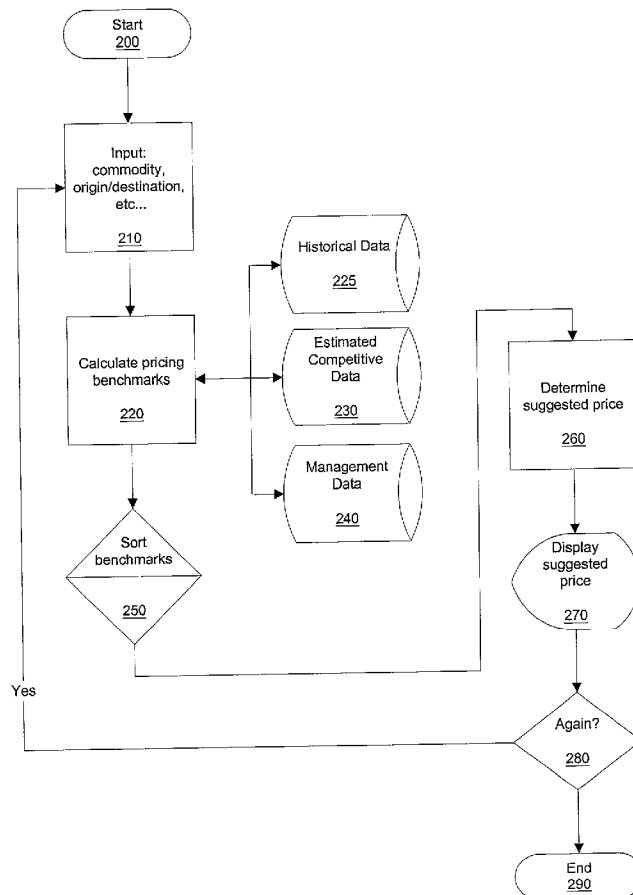 Start
200
Input:
commodity,
origin/destination,
etc...
210
Historical Data
225
Calculate pricing
benchmarks
220
Estimated
Competitive
Data
230
Management
Data
240
Sort
benchmarks
250
Determine
suggested price
260
Display
suggested
price
270
Yes
Again?
280
End
290